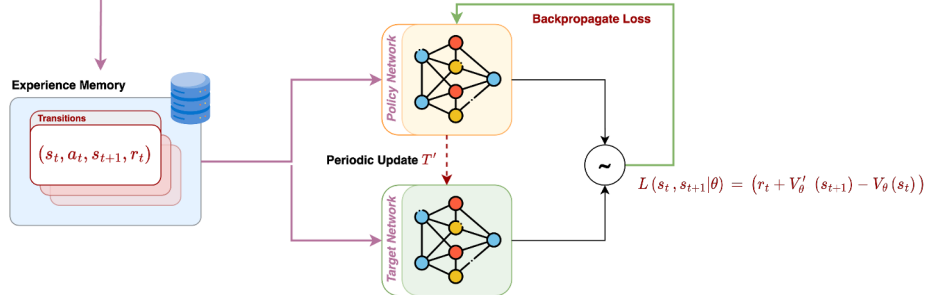 Backpropagate Loss
Experience Memory
Transitions
(s_t, a_t, s_{t+1}, r_t)
Policy Network
Periodic Update T'
~
L(s_t, s_{t+1}|θ) = (r_t + V'_θ (s_{t+1}) − V_θ(s_t))
Target Network